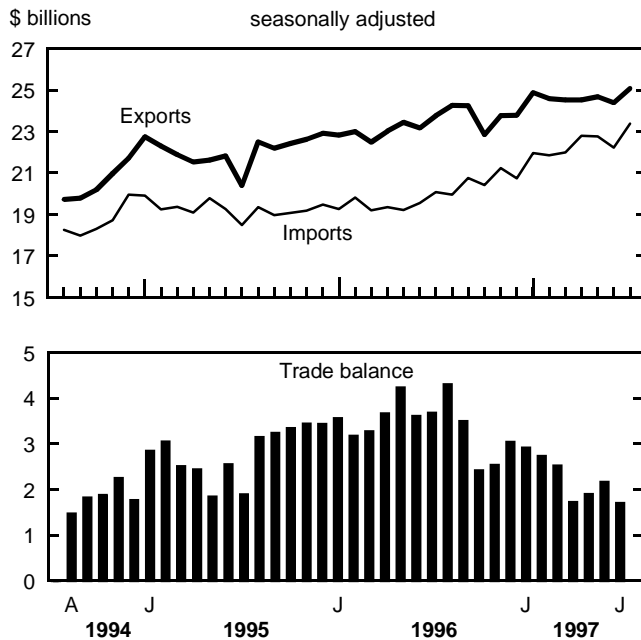 $ billions
seasonally adjusted
27
25
23
21
19
17
15
Exports
Imports
5
4
3
2
1
0
Trade balance
A J J J J
1994 1995 1996 1997